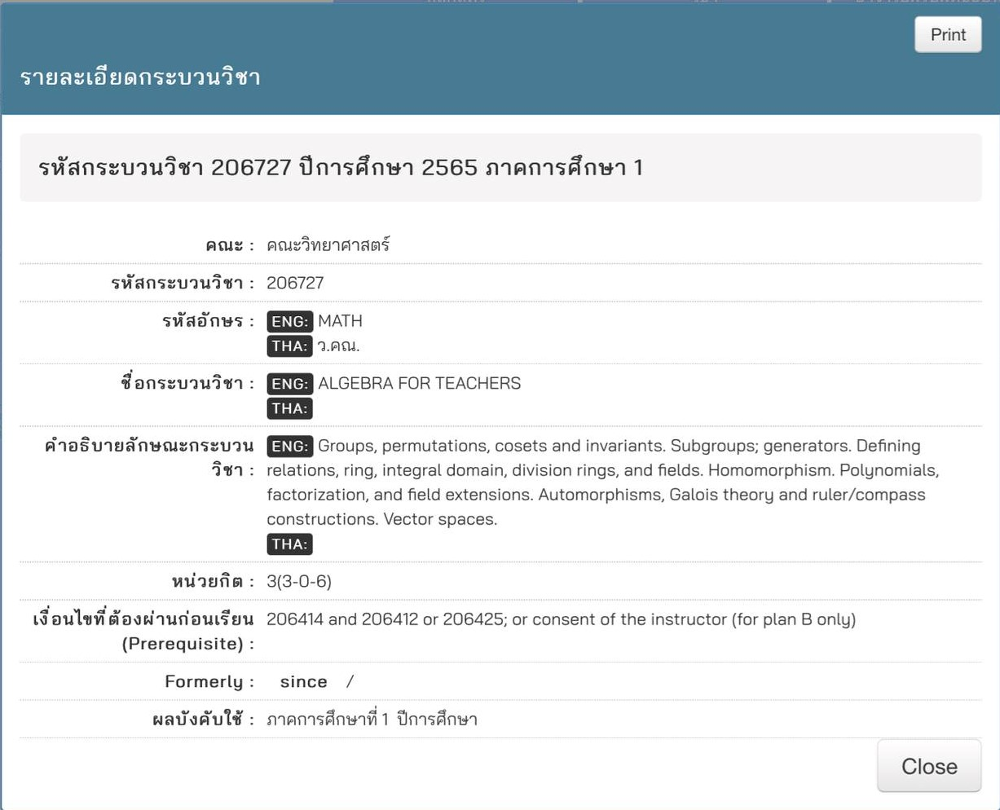 Print
รายละเอียดกระบวนวิชา
รหัสกระบวนวิชา 206727 ปีการศึกษา 2565 ภาคการศึกษา 1
คณะ : คณะวิทยาศาสตร์
รหัสกระบวนวิชา : 206727
รหัสอักษร : ENG: MATH
THA: ว.คณ.
ชื่อกระบวนวิชา : ENG: ALGEBRA FOR TEACHERS
THA:
คำอธิบายลักษณะกระบวน ENG: Groups, permutations, cosets and invariants. Subgroups; generators. Defining
วิชา : relations, ring, integral domain, division rings, and fields. Homomorphism. Polynomials,
factorization, and field extensions. Automorphisms, Galois theory and ruler/compass
constructions. Vector spaces.
THA:
หน่วยกิต : 3(3-0-6)
เงื่อนไขที่ต้องผ่านก่อนเรียน 206414 and 206412 or 206425; or consent of the instructor (for plan B only)
(Prerequisite) :
Formerly : since /
ผลบังคับใช้ : ภาคการศึกษาที่ 1 ปีการศึกษา
Close